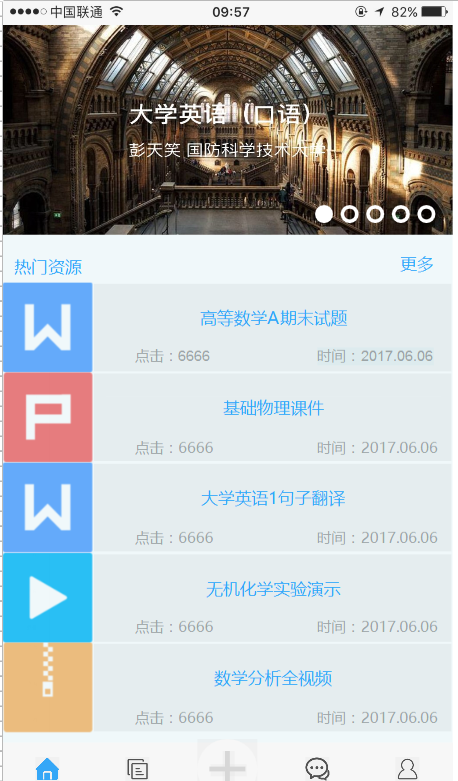 中国联通 09:57 82%
大学英语1（口语）
彭天笑 国防科学技术大学
热门资源 更多
W 高等数学A期末试题
点击：6666 时间：2017.06.06
P 基础物理课件
点击：6666 时间：2017.06.06
W 大学英语1句子翻译
点击：6666 时间：2017.06.06
无机化学实验演示
点击：6666 时间：2017.06.06
数学分析全视频
点击：6666 时间：2017.06.06